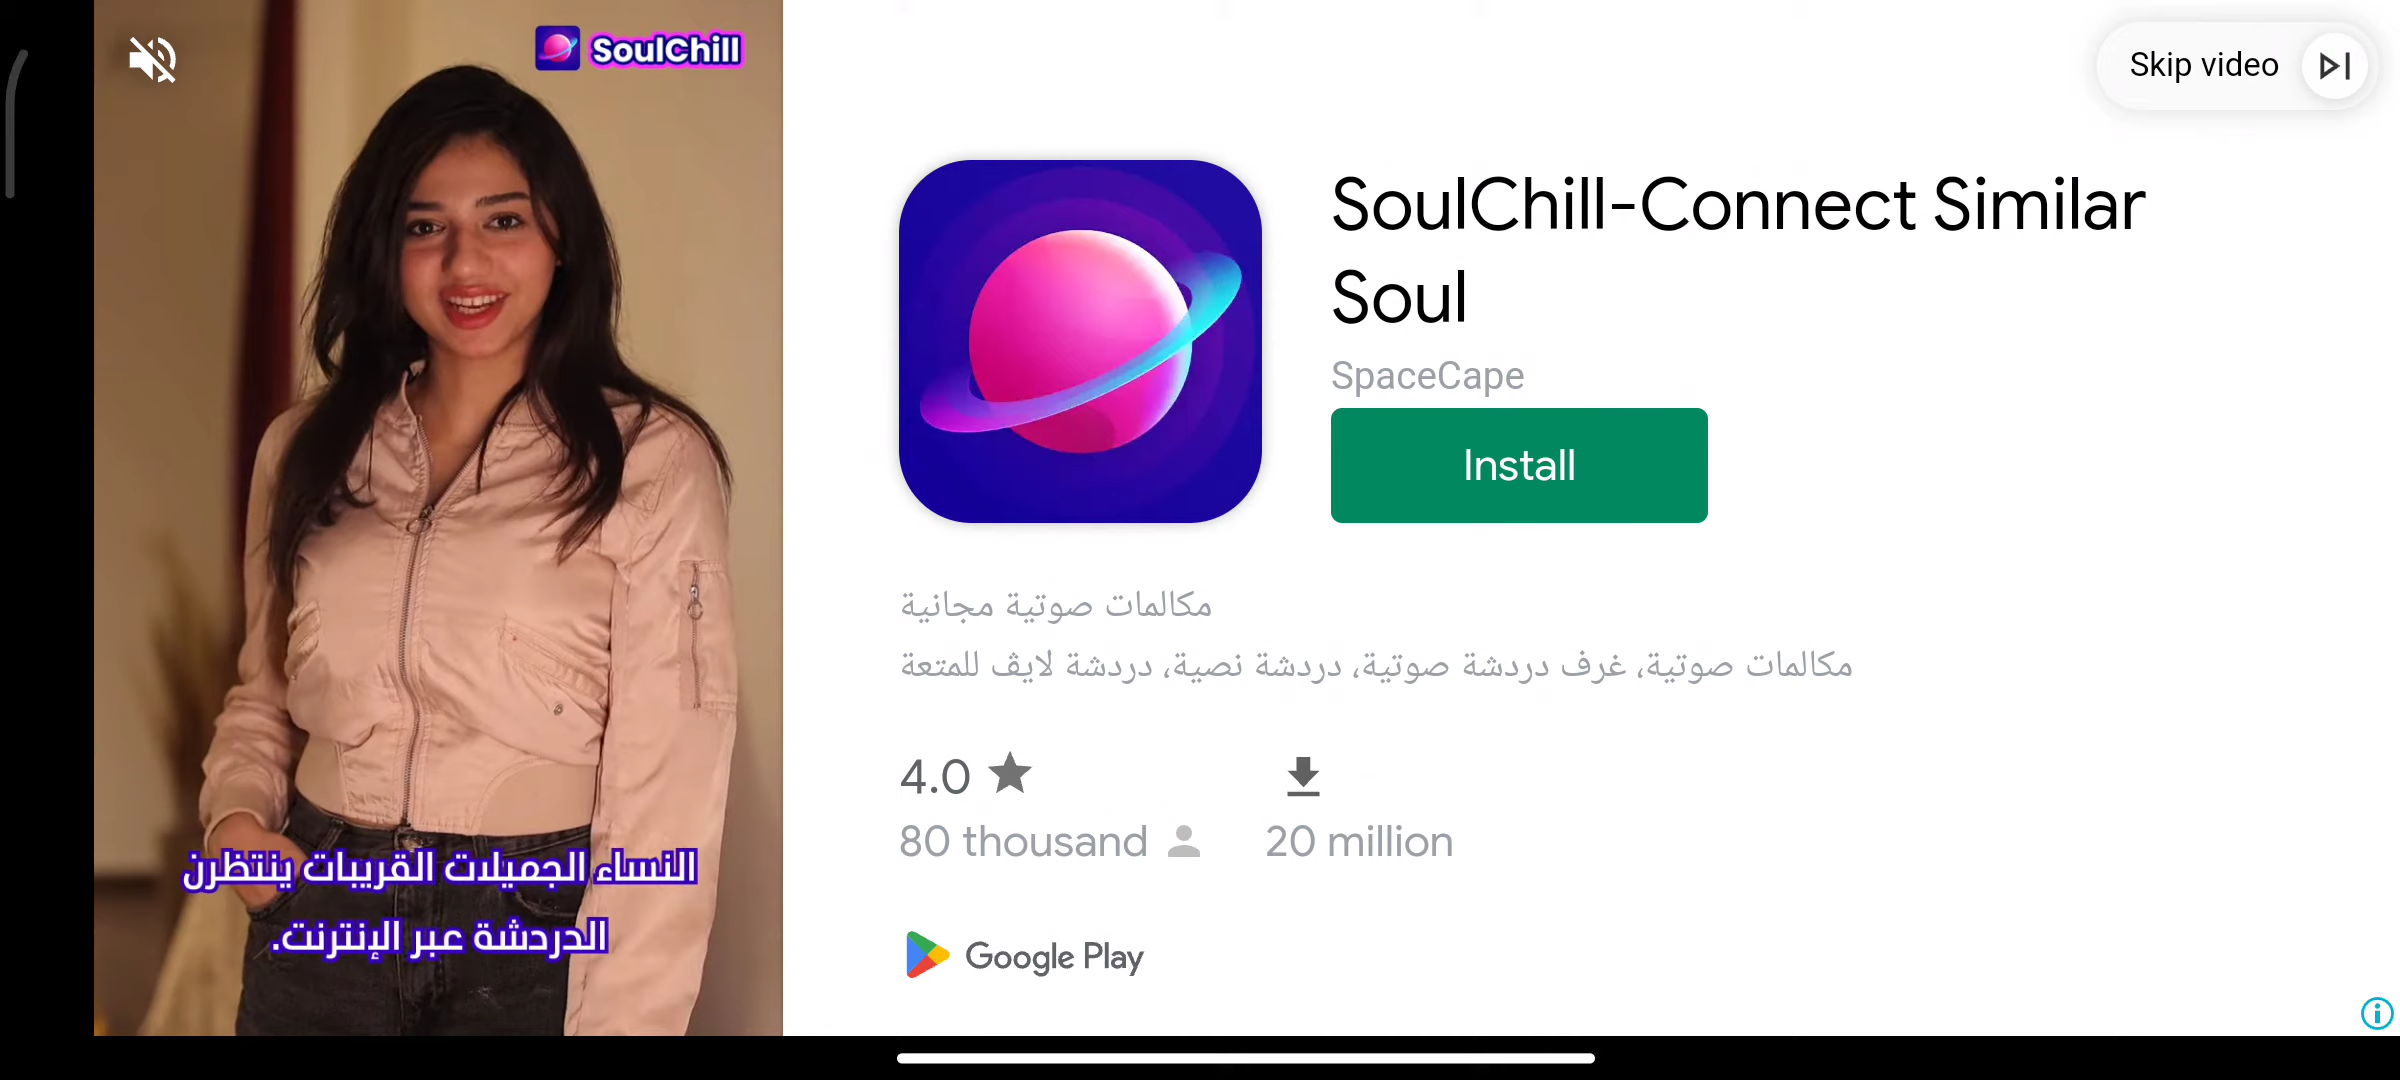 SoulChill
النساء الجميلات القريبات ينتظرن
الدردشة عبر الإنترنت.
Skip video
SoulChill-Connect Similar
Soul
SpaceCape
Install
مكالمات صوتية مجانية
مكالمات صوتية، غرف دردشة صوتية، دردشة نصية، دردشة لايڤ للمتعة
4.0
80 thousand
20 million
Google Play